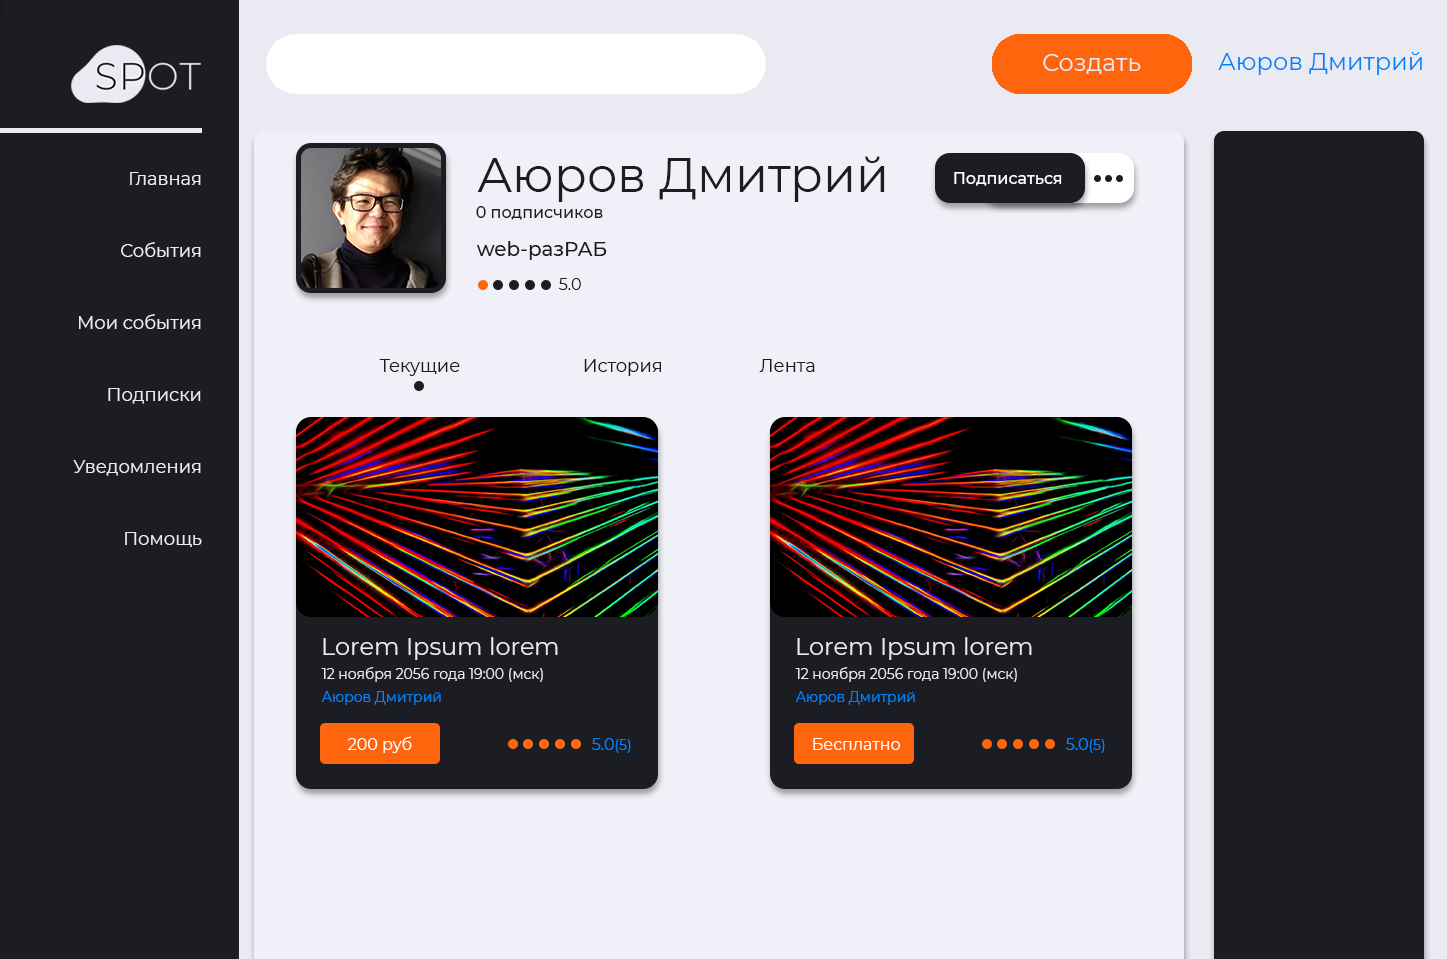 SPOT
Создать
Аюров Дмитрий
Главная
События
Мои события
Подписки
Уведомления
Помощь
Аюров Дмитрий
Подписаться
0 подписчиков
web-разРАБ
5.0
Текущие
История
Лента
Lorem Ipsum lorem
12 ноября 2056 года 19:00 (мск)
Аюров Дмитрий
200 руб
5.0(5)
Lorem Ipsum lorem
12 ноября 2056 года 19:00 (мск)
Аюров Дмитрий
Бесплатно
5.0(5)